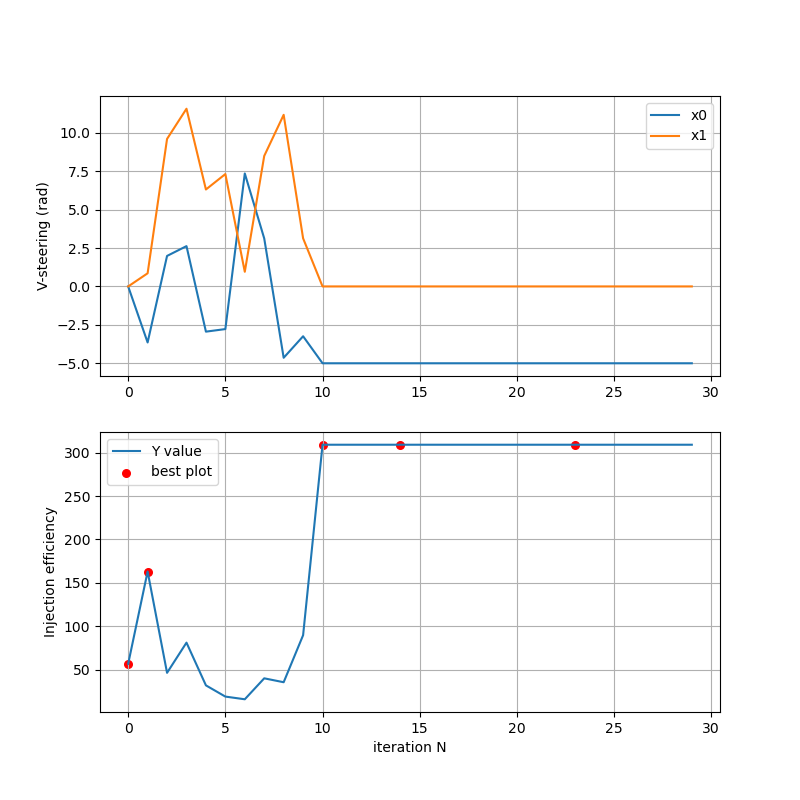 10.0
7.5
5.0
2.5
0.0
−2.5
−5.0
V-steering (rad)
x0
x1
0 5 10 15 20 25 30
300
250
200
150
100
50
Injection efficiency
Y value
best plot
0 5 10 15 20 25 30
iteration N